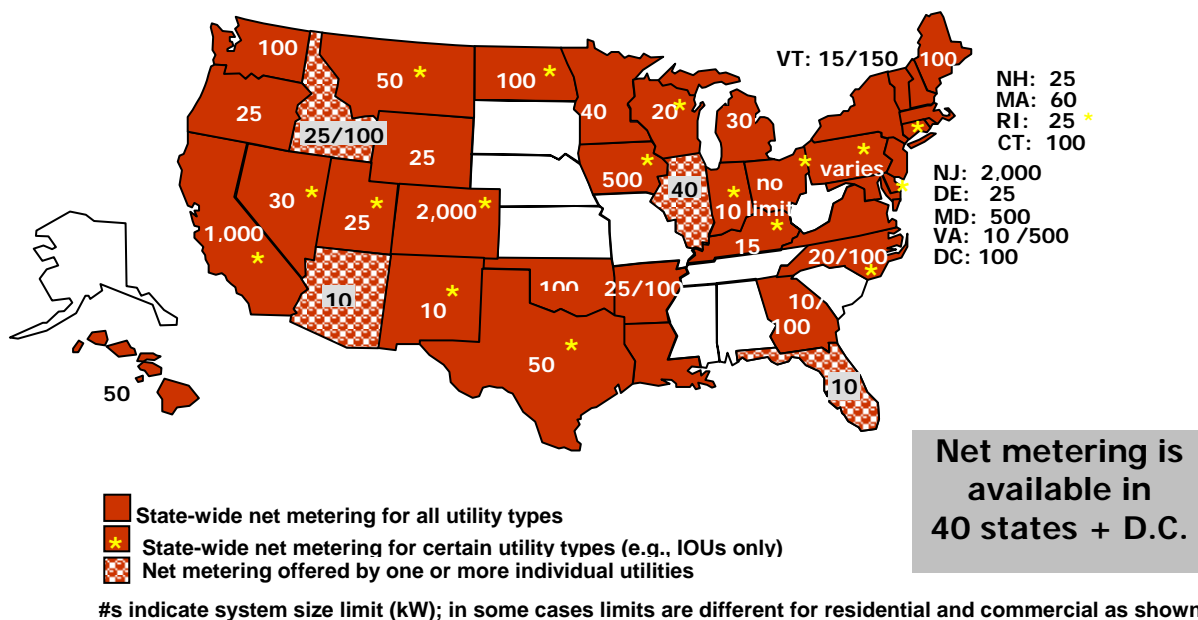 100
50 *
100 *
VT: 15/150
100
NH: 25
MA: 60
RI: 25 *
CT: 100
25
25/100
40
20 *
30
25
500 *
40
10 *
no
limit *
varies *
*
*
NJ: 2,000
DE: 25
MD: 500
VA: 10 /500
DC: 100
30 *
25 *
2,000 *
15 *
1,000
*
20/100
*
10
10 *
100
25/100
10/
100
50 *
10
50
Net metering is
available in
40 states + D.C.
State-wide net metering for all utility types
* State-wide net metering for certain utility types (e.g., IOUs only)
Net metering offered by one or more individual utilities
#s indicate system size limit (kW); in some cases limits are different for residential and commercial as shown